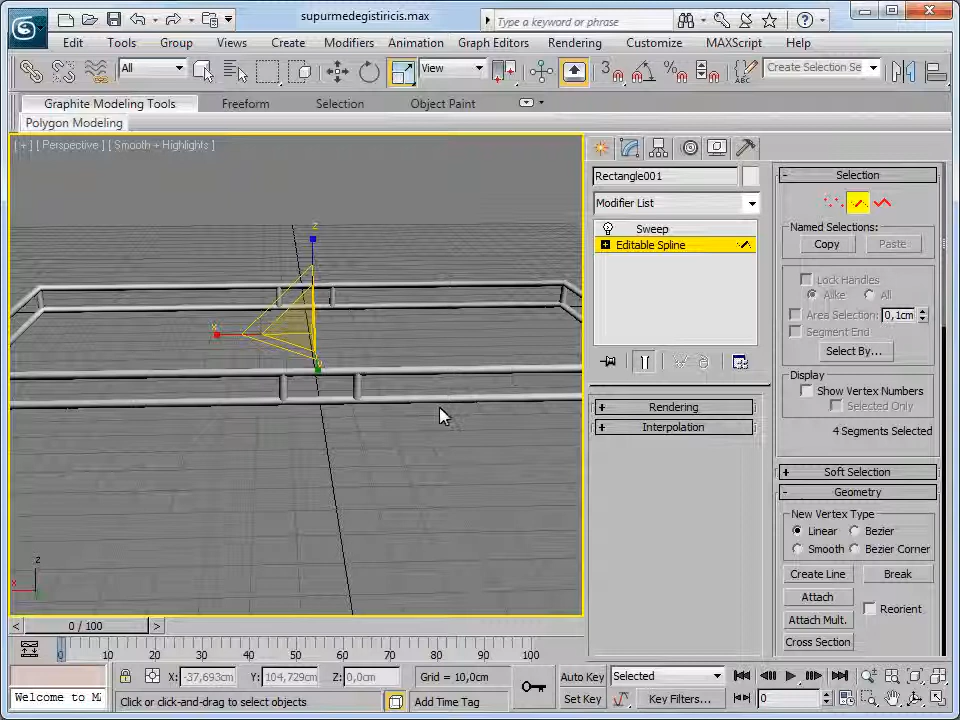 supurmedegistiricis.max
Type a keyword or phrase
Edit Tools Group Views Create Modifiers Animation Graph Editors Rendering Customize MAXScript Help
All
View
3
ABC
Create Selection Se
Graphite Modeling Tools Freeform Selection Object Paint
Polygon Modeling
[ + ] [ Perspective ] [ Smooth + Highlights ]
Rectangle001
Modifier List
Sweep
Editable Spline
Rendering
Interpolation
Selection
Named Selections:
Copy Paste
Lock Handles
Alike All
Area Selection: 0,1cm
Segment End
Select By...
Display
Show Vertex Numbers
Selected Only
4 Segments Selected
Soft Selection
Geometry
New Vertex Type
Linear Bezier
Smooth Bezier Corner
Create Line Break
Attach
Reorient
Attach Mult.
Cross Section
z
x
z
x
0 / 100
0 10 20 30 40 50 60 70 80 90 100
X: -37,693cm Y: 104,729cm Z: 0,0cm Grid = 10,0cm
Auto Key Selected
Welcome to M
Click or click-and-drag to select objects
Add Time Tag
Set Key Key Filters...
0